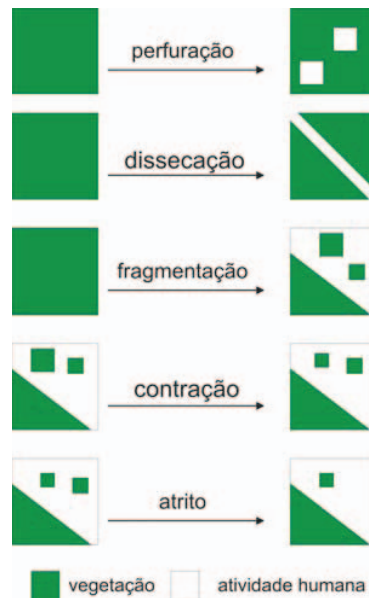 perfuração
dissecação
fragmentação
contração
atrito
vegetação atividade humana